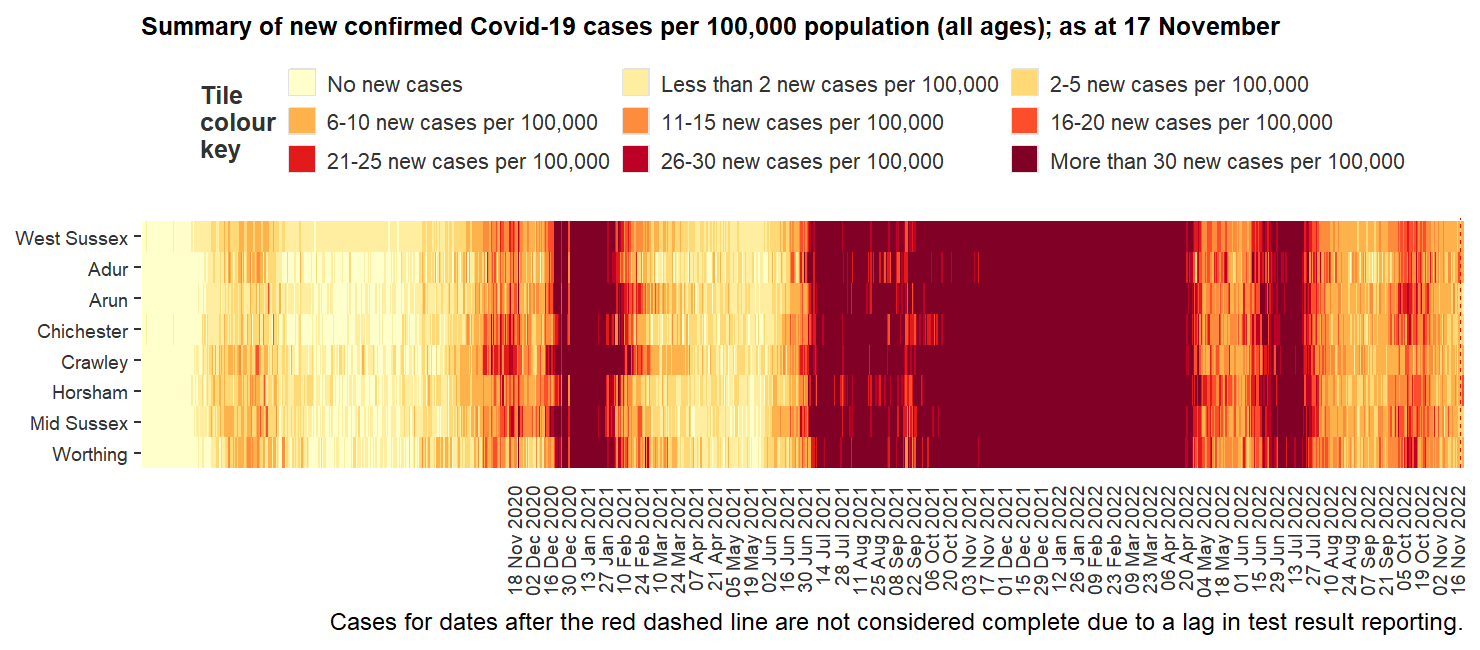 Summary of new confirmed Covid-19 cases per 100,000 population (all ages); as at 17 November
Tile
colour
key
No new cases
Less than 2 new cases per 100,000
2-5 new cases per 100,000
6-10 new cases per 100,000
11-15 new cases per 100,000
16-20 new cases per 100,000
21-25 new cases per 100,000
26-30 new cases per 100,000
More than 30 new cases per 100,000
West Sussex
Adur
Arun
Chichester
Crawley
Horsham
Mid Sussex
Worthing
18 Nov 2020
02 Dec 2020
16 Dec 2020
30 Dec 2020
13 Jan 2021
27 Jan 2021
10 Feb 2021
24 Feb 2021
10 Mar 2021
24 Mar 2021
07 Apr 2021
21 Apr 2021
05 May 2021
19 May 2021
02 Jun 2021
16 Jun 2021
30 Jun 2021
14 Jul 2021
28 Jul 2021
11 Aug 2021
25 Aug 2021
08 Sep 2021
22 Sep 2021
06 Oct 2021
20 Oct 2021
03 Nov 2021
17 Nov 2021
01 Dec 2021
15 Dec 2021
29 Dec 2021
12 Jan 2022
26 Jan 2022
09 Feb 2022
23 Feb 2022
09 Mar 2022
23 Mar 2022
06 Apr 2022
20 Apr 2022
04 May 2022
18 May 2022
01 Jun 2022
15 Jun 2022
29 Jun 2022
13 Jul 2022
27 Jul 2022
10 Aug 2022
24 Aug 2022
07 Sep 2022
21 Sep 2022
05 Oct 2022
19 Oct 2022
02 Nov 2022
16 Nov 2022
Cases for dates after the red dashed line are not considered complete due to a lag in test result reporting.